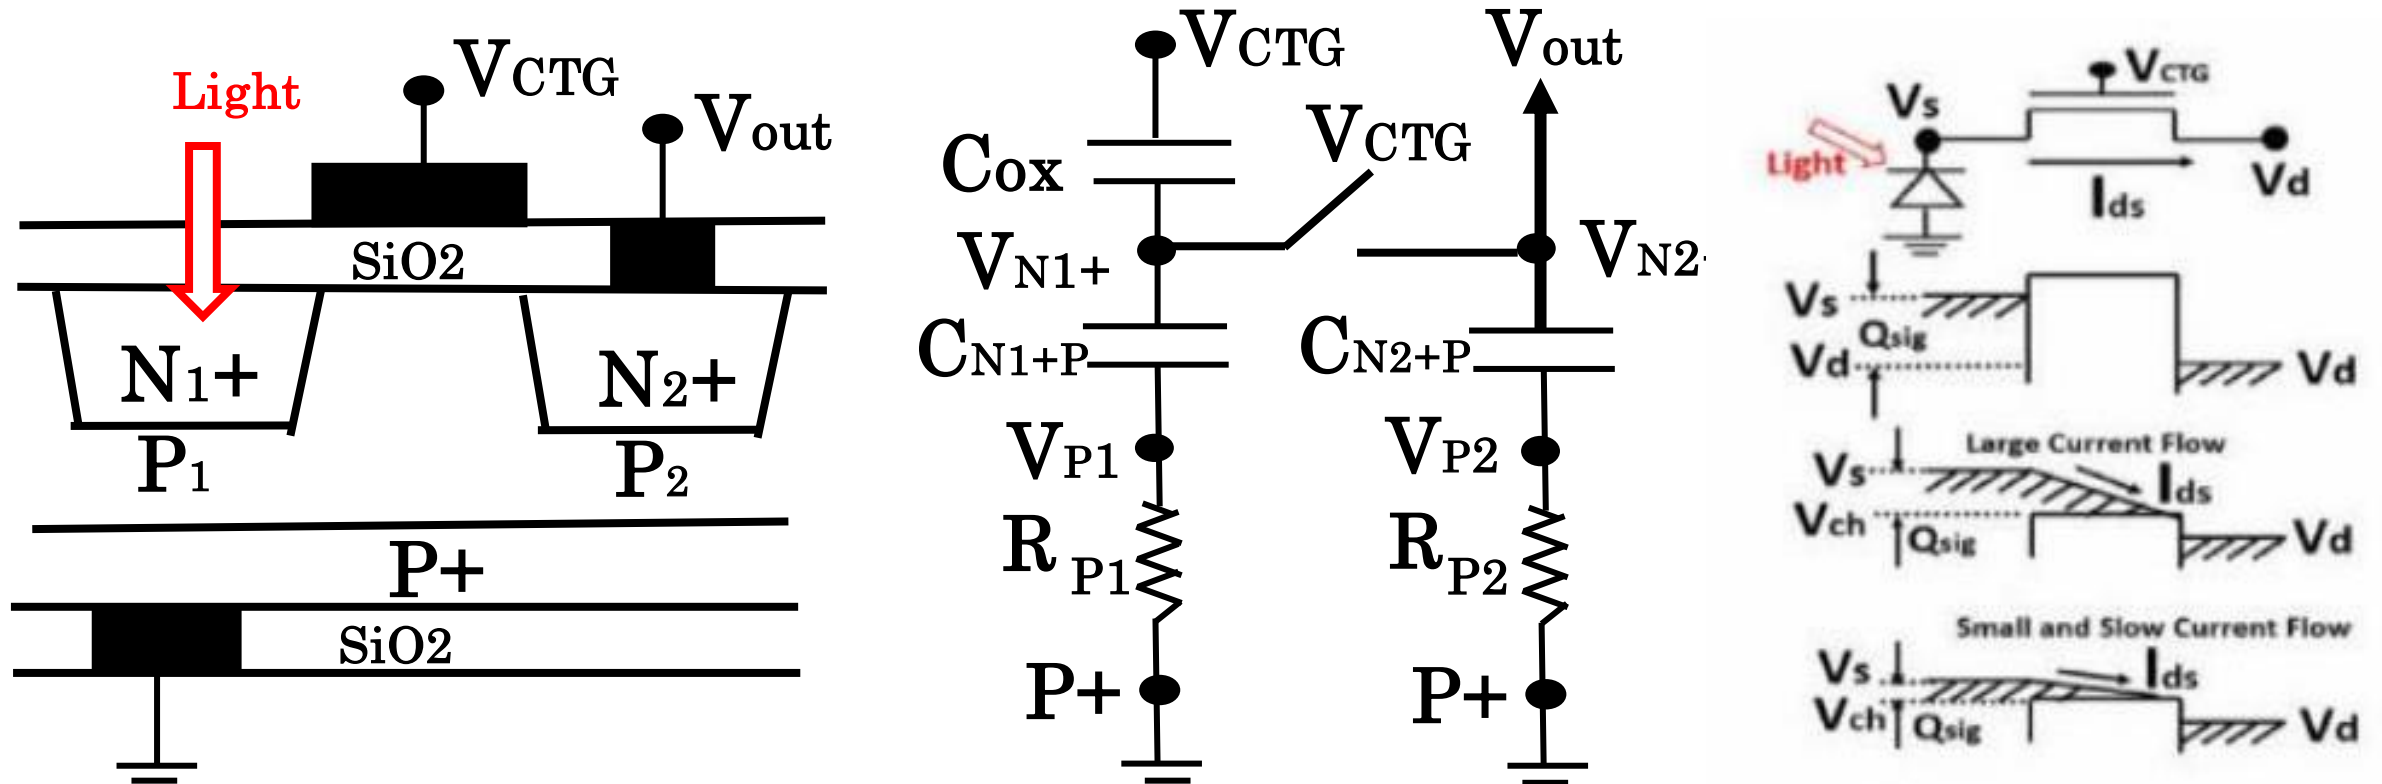 Light
VCTG
Vout
SiO2
N1+
N2+
P1
P2
P+
SiO2
VCTG
Vout
Cox
VCTG
VN1+
VN2+
CN1+P
CN2+P
VP1
VP2
RP1
RP2
P+
P+
VCTG
Vs
Light
Vd
Ids
Vs
Qsig
Vd
Vd
Large Current Flow
Vs
Ids
Vch
Qsig
Vd
Small and Slow Current Flow
Vs
Ids
Vch
Qsig
Vd